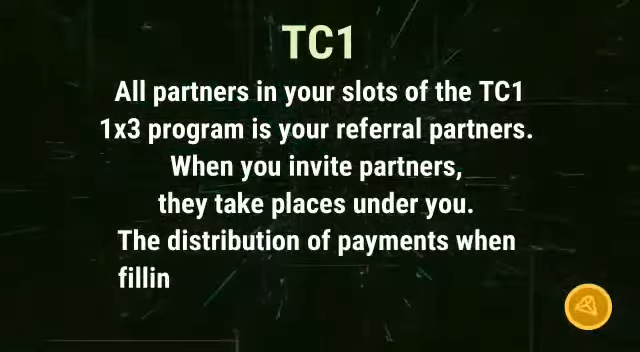 TC1
All partners in your slots of the TC1
1x3 program is your referral partners.
When you invite partners,
they take places under you.
The distribution of payments when
fillin